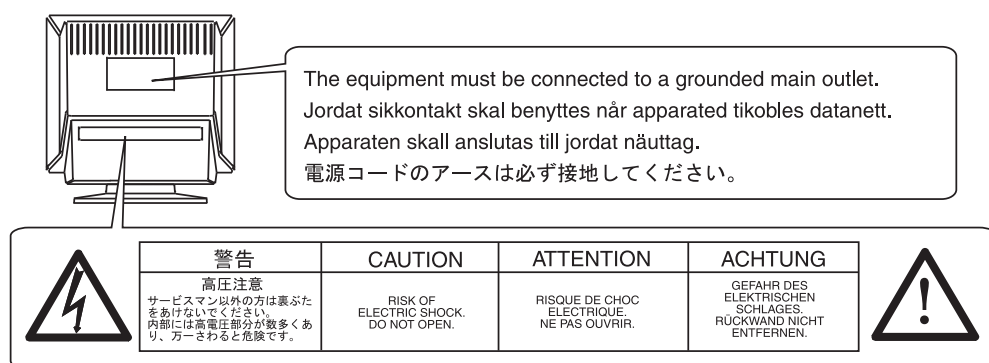 The equipment must be connected to a grounded main outlet.
Jordat sikkontakt skal benyttes når apparated tikobles datanett.
Apparaten skall anslutas till jordat näuttag.
電源コードのアースは必ず接地してください。
警告
高圧注意
サービスマン以外の方は裏ぶた
をあけないでください。
内部には高電圧部分が数多くあ
り、万一さわると危険です。
CAUTION
RISK OF
ELECTRIC SHOCK.
DO NOT OPEN.
ATTENTION
RISQUE DE CHOC
ELECTRIQUE.
NE PAS OUVRIR.
ACHTUNG
GEFAHR DES
ELEKTRISCHEN
SCHLAGES.
RÜCKWAND NICHT
ENTFERNEN.